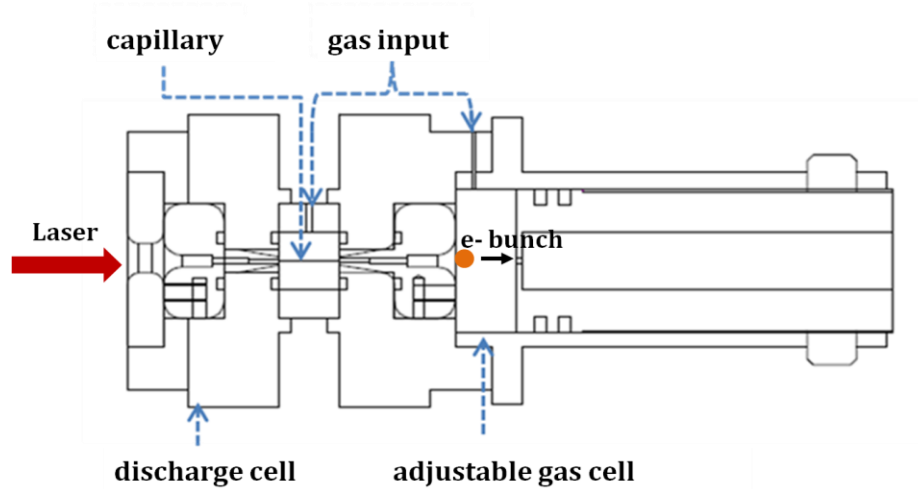 capillary
gas input
Laser
e- bunch
discharge cell
adjustable gas cell